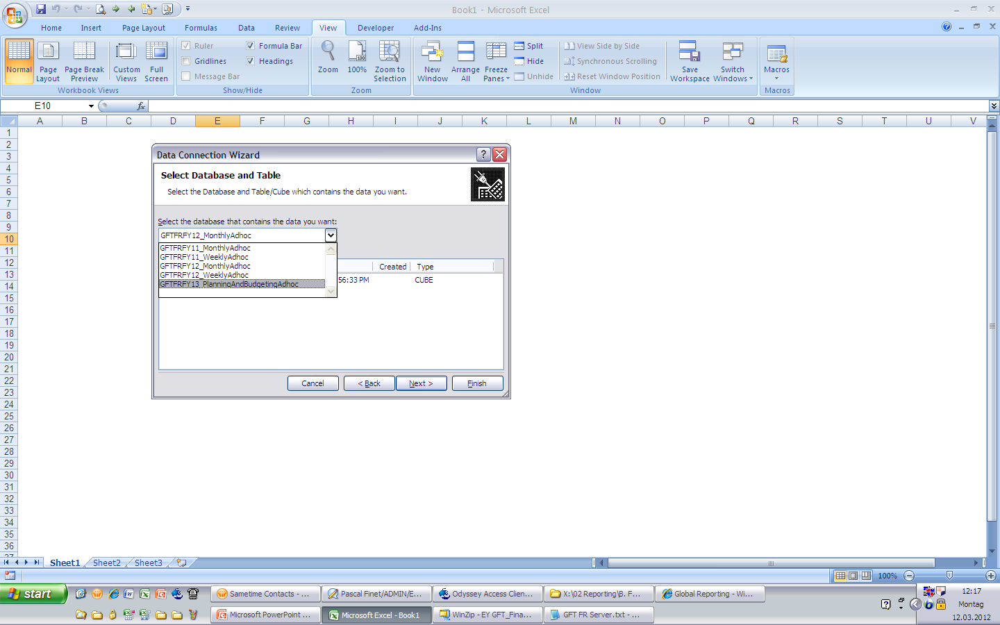 Book1 - Microsoft Excel
Home Insert Page Layout Formulas Data Review View Developer Add-Ins
Normal Page Layout Page Break Preview Custom Views Full Screen
Workbook Views
Ruler Formula Bar
Gridlines Headings
Message Bar
Show/Hide
Zoom 100% Zoom to Selection
Zoom
New Window Arrange All Freeze Panes
Split View Side by Side
Hide Synchronous Scrolling
Unhide Reset Window Position
Save Workspace Switch Windows
Window
Macros
Macros
E10 fx
A B C D E F G H I J K L M N O P Q R S T U V
1
2
3
4
5
6
7
8
9
10
11
12
13
14
15
16
17
18
19
20
21
22
23
24
25
26
27
28
29
30
31
32
33
34
35
36
37
Data Connection Wizard
Select Database and Table
Select the Database and Table/Cube which contains the data you want.
Select the database that contains the data you want:
GFTFRFY12_MonthlyAdhoc
GFTFRFY11_MonthlyAdhoc
GFTFRFY11_WeeklyAdhoc
GFTFRFY12_MonthlyAdhoc
GFTFRFY12_WeeklyAdhoc
GFTFRFY13_PlanningAndBudgetingAdhoc
Created Type
56:33 PM CUBE
Cancel < Back Next > Finish
Sheet1 Sheet2 Sheet3
100%
start
Sametime Contacts - ... Pascal Finet/ADMIN/E... Odyssey Access Clien... X:\02 Reporting\B. F... Global Reporting - Wi...
Microsoft PowerPoint ... Microsoft Excel - Book1 WinZip - EY GFT_Fina... GFT FR Server.txt - ...
12:17
Montag
12.03.2012